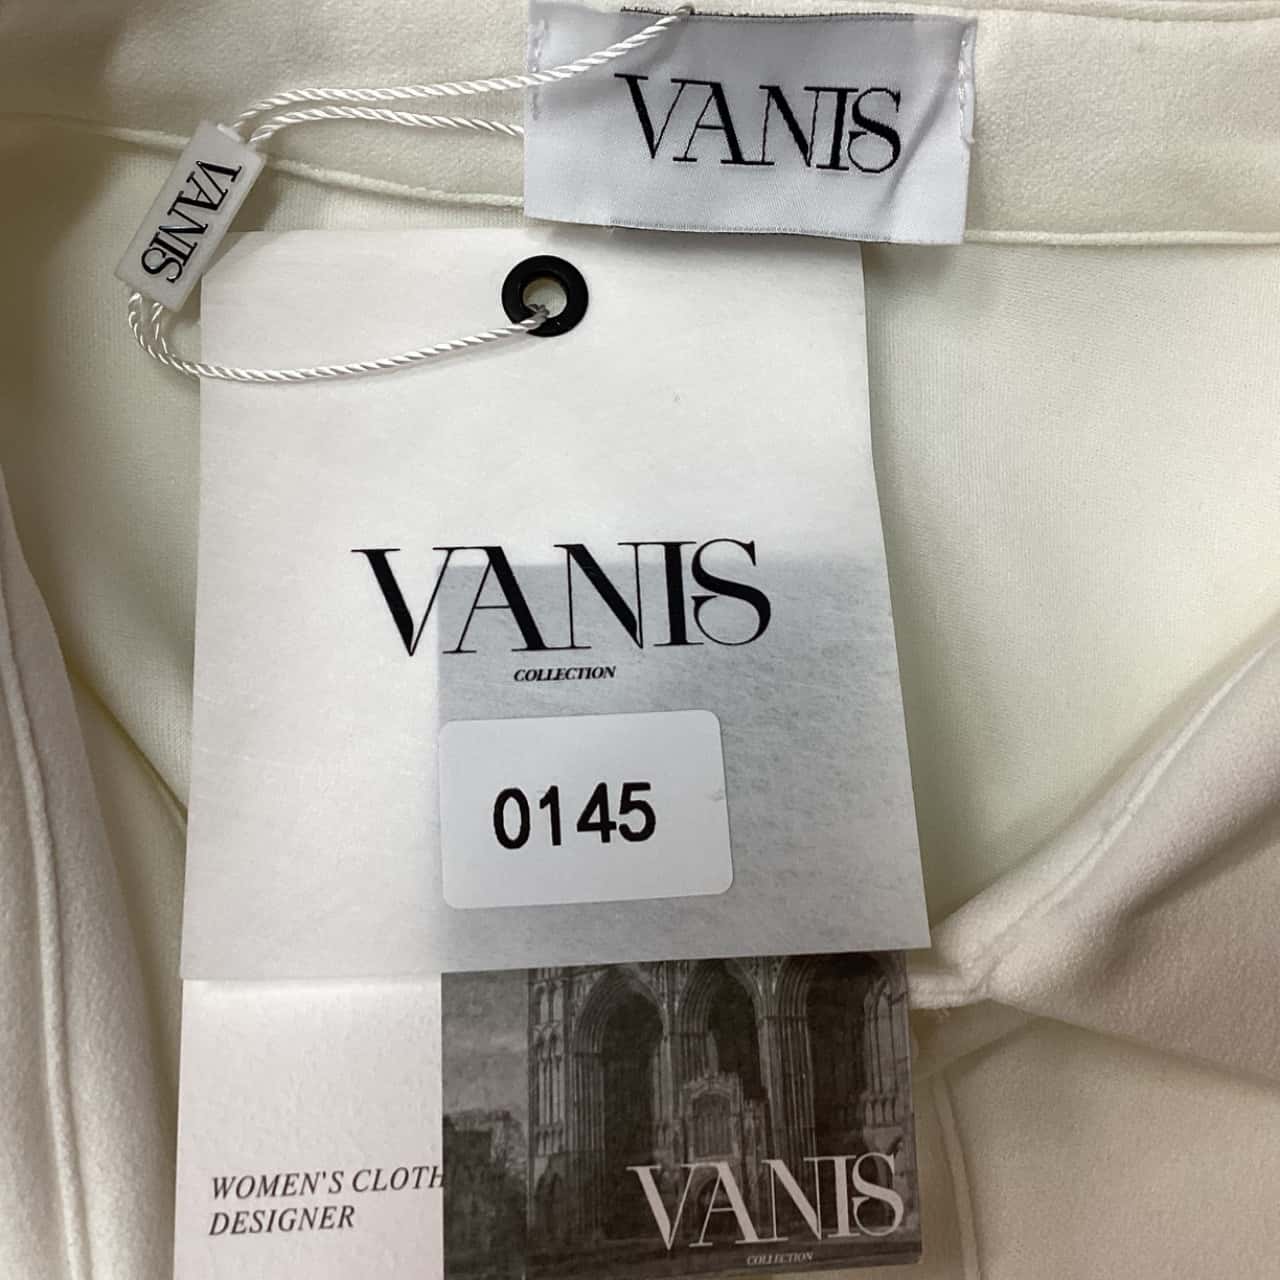 VANIS
VANIS
VANIS
COLLECTION
0145
WOMEN'S CLOTH
DESIGNER
VANIS
COLLECTION